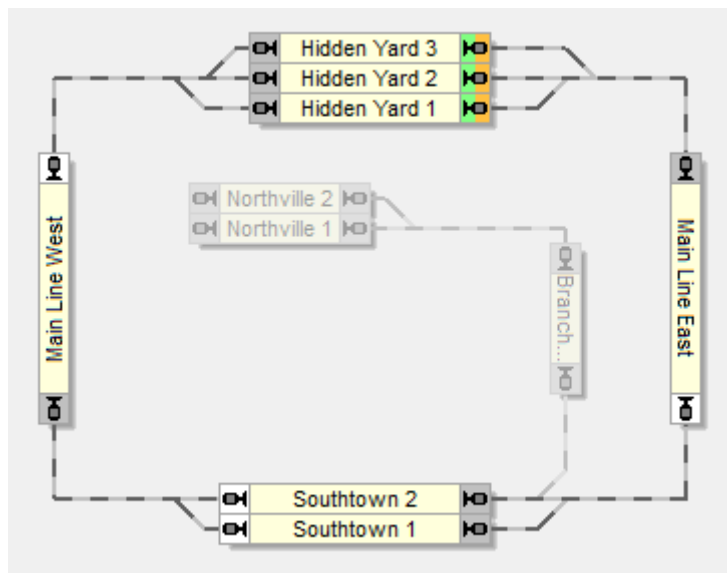 Hidden Yard 3
Hidden Yard 2
Hidden Yard 1
Northville 2
Northville 1
Main Line West
Branch...
Main Line East
Southtown 2
Southtown 1